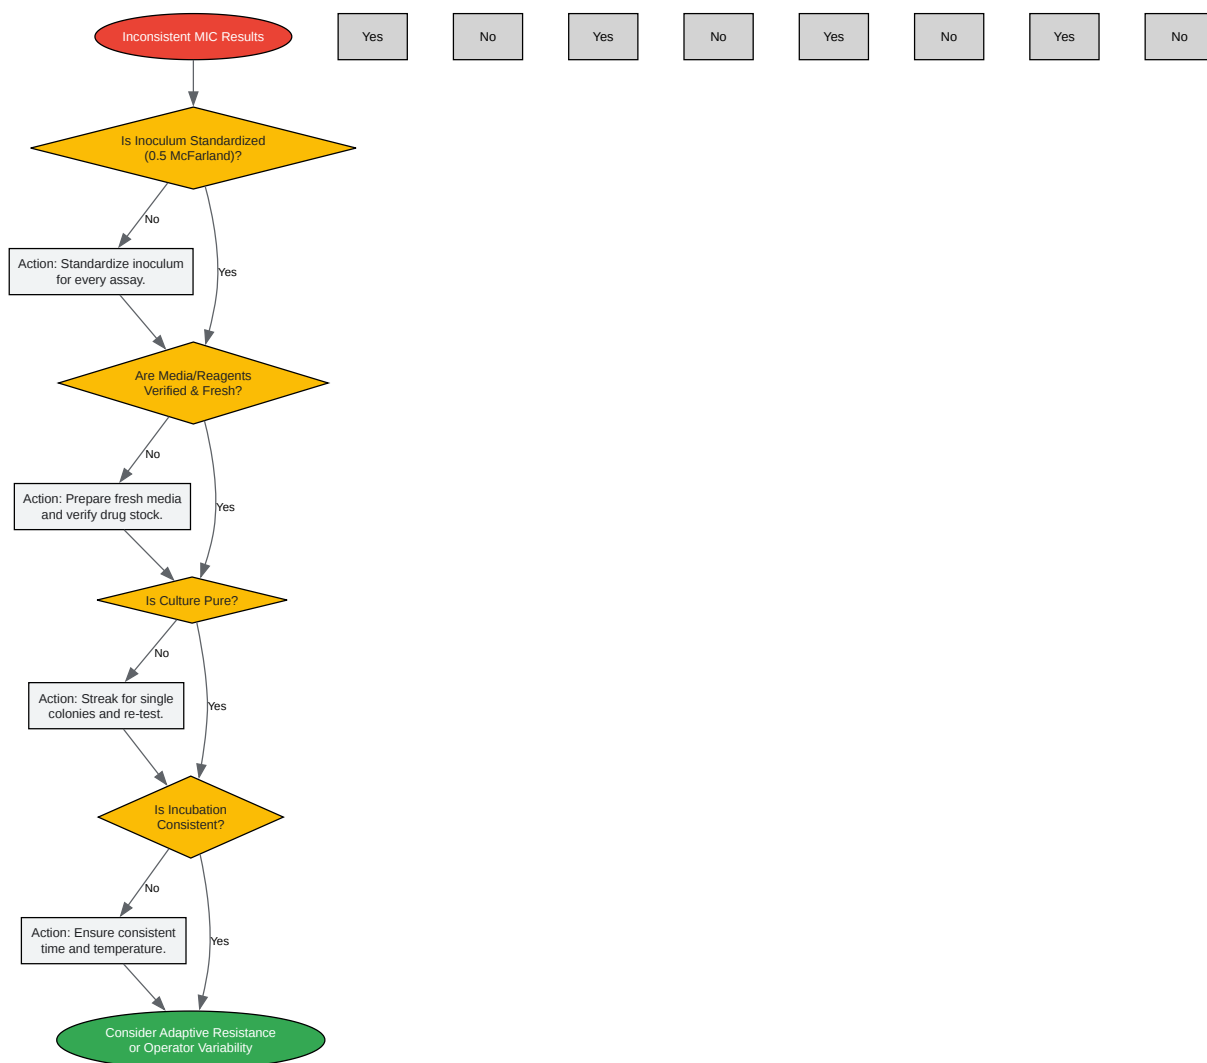 Inconsistent MIC Results
Yes
No
Yes
No
Yes
No
Yes
No
Is Inoculum Standardized
(0.5 McFarland)?
No
Action: Standardize inoculum
for every assay.
Yes
Are Media/Reagents
Verified & Fresh?
No
Action: Prepare fresh media
and verify drug stock.
Yes
Is Culture Pure?
No
Action: Streak for single
colonies and re-test.
Yes
Is Incubation
Consistent?
No
Action: Ensure consistent
time and temperature.
Yes
Consider Adaptive Resistance
or Operator Variability